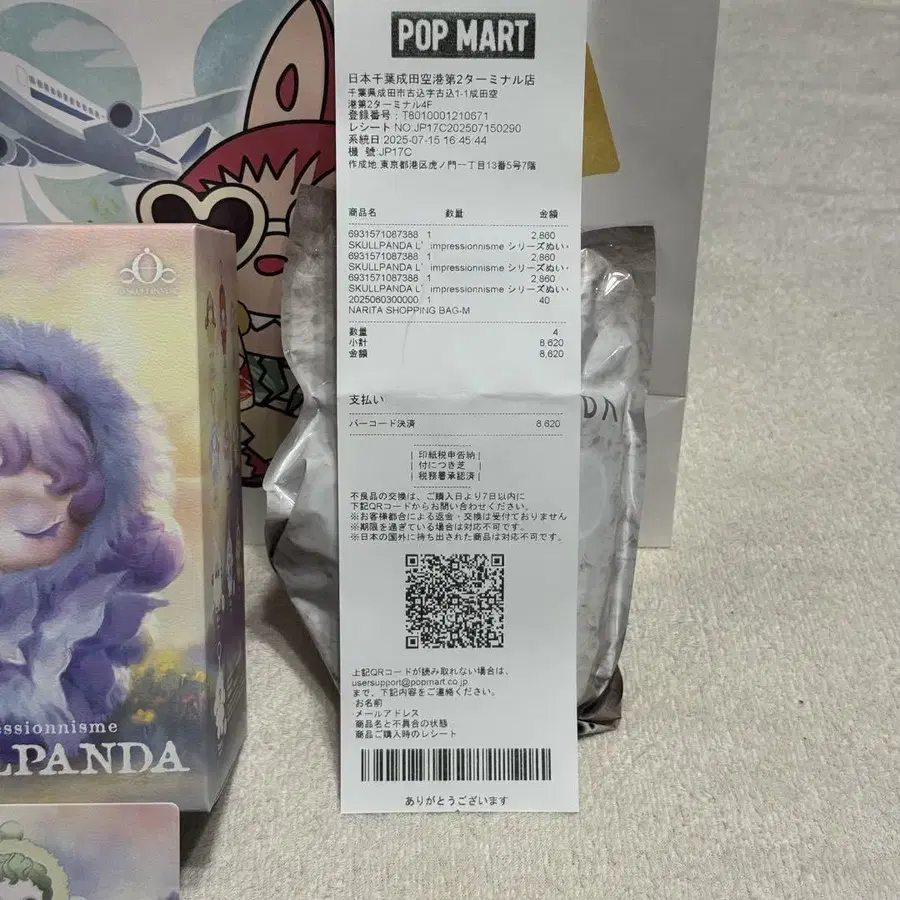 POP MART
日本千葉成田空港第2ターミナル店
千葉県成田市古込字古込1-1成田空
港第2ターミナル4F
登録番号：T8010001210671
レシート NO.JP17C202507150290
系統日 2025-07-15 16:45:44
機 號 JP17C
作成地 東京都港区虎ノ門一丁目13番5号7階
商品名 数量 金額
6931571087388 1 2,860
SKULLPANDA L’impressionnisme シリーズぬい
6931571087388 1 2,860
SKULLPANDA L’impressionnisme シリーズぬい
6931571087388 1 2,860
SKULLPANDA L’impressionnisme シリーズぬい
2025060300000 1 40
NARITA SHOPPING BAG-M
数量 4
小計 8,620
金額 8,620
支払い
バーコード決済 8,620
印紙税申告納
付につき芝
税務署承認済
不良品の交換は、ご購入日より7日以内に
下記QRコードからお問い合わせください。
※お客様都合による返金・交換は受付ておりません
※期限を過ぎている場合は対応不可です。
※日本の国外に持ち出された商品は対応不可です。
上記QRコードが読み取れない場合は、
usersupport@popmart.co.jp
まで、下記内容をご連絡ください。
·お名前
·メールアドレス
·商品名と不具合の状態
·商品ご購入時のレシート
ありがとうございます
essionnisme
LPANDA